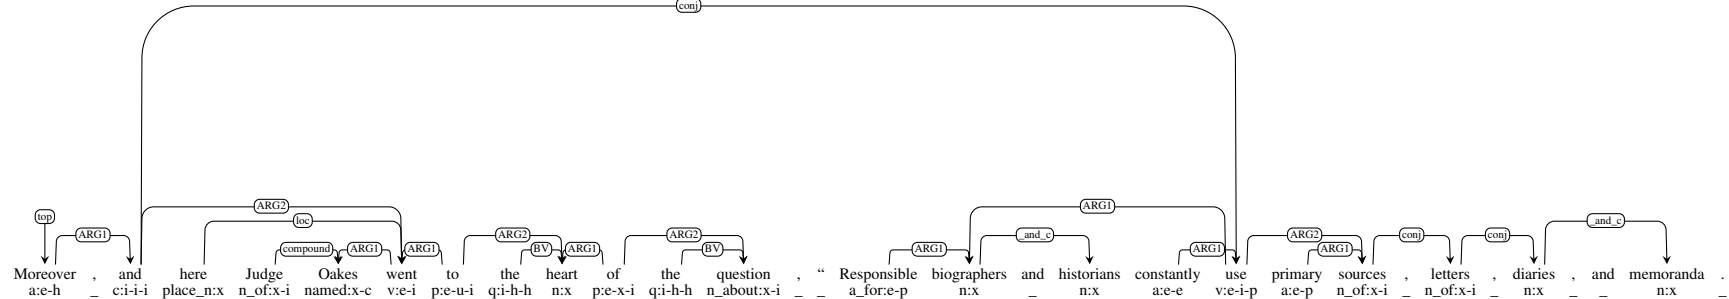 conj
ARG2 ARG1
top loc _and_c
ARG1 ARG2 ARG2 ARG1 _and_c ARG2 conj conj
compound ARG1 ARG1 BV ARG1 BV ARG1 ARG1 ARG1
Moreover , and here Judge Oakes went to the heart of the question , “ Responsible biographers and historians constantly use primary sources , letters , diaries , and memoranda .
a:e-h _ c:i-i-i place_n:x n_of:x-i named:x-c v:e-i p:e-u-i q:i-h-h n:x p:e-x-i q:i-h-h n_about:x-i _ _ a_for:e-p n:x _ n:x a:e-e v:e-i-p a:e-p n_of:x-i _ n_of:x-i _ n:x _ _ n:x _